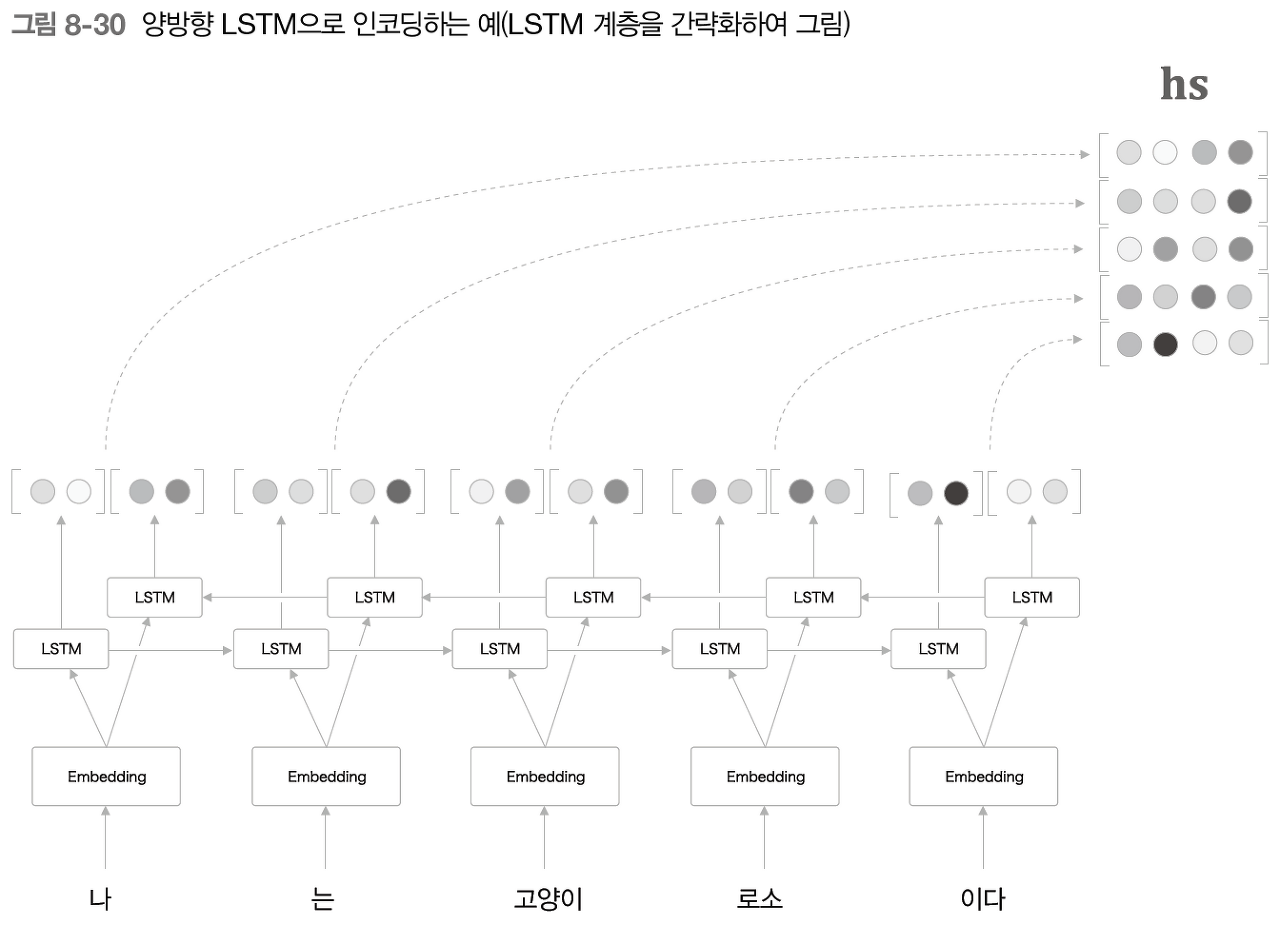 그림 8-30 양방향 LSTM으로 인코딩하는 예(LSTM 계층을 간략화하여 그림)
hs
LSTM LSTM LSTM LSTM LSTM
LSTM LSTM LSTM LSTM LSTM
Embedding Embedding Embedding Embedding Embedding
나 는 고양이 로소 이다